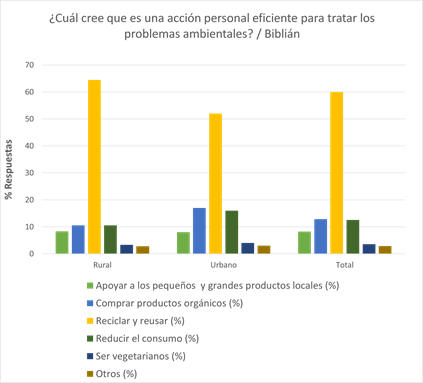 ¿Cuál cree que es una acción personal eficiente para tratar los
problemas ambientales? / Biblián
70
60
50
40
30
20
10
0
% Respuestas
Rural
Urbano
Total
Apoyar a los pequeños y grandes productos locales (%)
Comprar productos orgánicos (%)
Reciclar y reusar (%)
Reducir el consumo (%)
Ser vegetarianos (%)
Otros (%)